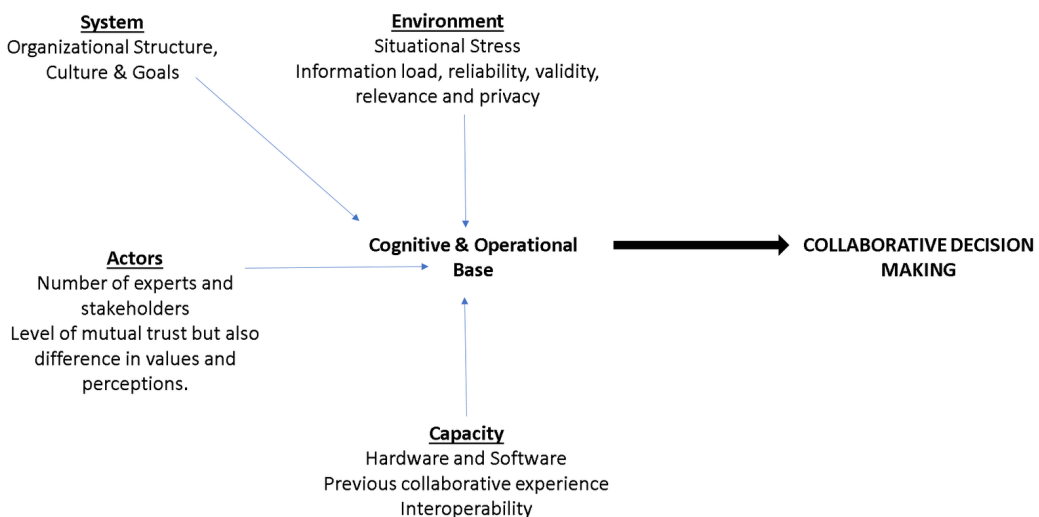 System
Organizational Structure,
Culture & Goals
Environment
Situational Stress
Information load, reliability, validity,
relevance and privacy
Actors
Number of experts and
stakeholders
Level of mutual trust but also
difference in values and
perceptions.
Cognitive & Operational
Base
COLLABORATIVE DECISION
MAKING
Capacity
Hardware and Software
Previous collaborative experience
Interoperability